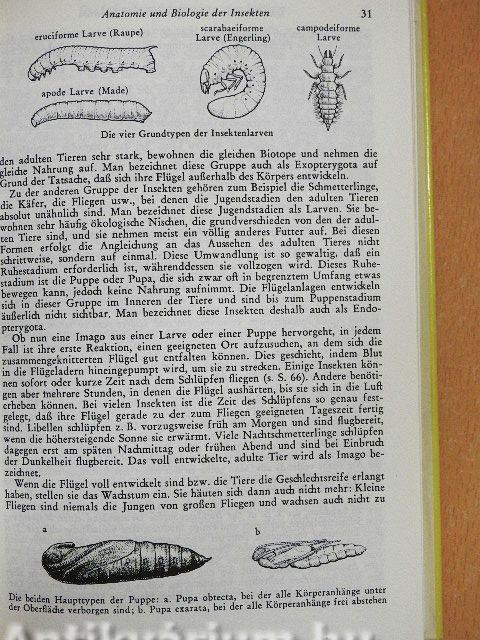 Anatomie und Biologie der Insekten 31
eruciforme Larve (Raupe)
scarabaeiforme
Larve (Engerling)
campodeiforme
Larve
apode Larve (Made)
Die vier Grundtypen der Insektenlarven
den adulten Tieren sehr stark, bewohnen die gleichen Biotope und nehmen die
gleiche Nahrung auf. Man bezeichnet diese Gruppe auch als Exopterygota auf
Grund der Tatsache, daß sich ihre Flügel außerhalb des Körpers entwickeln.
Zu der anderen Gruppe der Insekten gehören zum Beispiel die Schmetterlinge,
die Käfer, die Fliegen usw., bei denen die Jugendstadien den adulten Tieren
absolut unähnlich sind. Man bezeichnet diese Jugendstadien als Larven. Sie be-
wohnen sehr häufig ökologische Nischen, die grundverschieden von den der adul-
ten Tiere sind, und sie nehmen meist ein völlig anderes Futter auf. Bei diesen
Formen erfolgt die Angleichung an das Aussehen des adulten Tieres nicht
schrittweise, sondern auf einmal. Diese Umwandlung ist so gewaltig, daß ein
Ruhestadium erforderlich ist, währenddessen sie vollzogen wird. Dieses Ruhe-
stadium ist die Puppe oder Pupa, die sich zwar oft in begrenztem Umfang etwas
bewegen kann, jedoch keine Nahrung aufnimmt. Die Flügelanlagen entwickeln
sich in dieser Gruppe im Inneren der Tiere und sind bis zum Puppenstadium
äußerlich nicht sichtbar. Man bezeichnet diese Insekten deshalb auch als Endo-
pterygota.
Ob nun eine Imago aus einer Larve oder einer Puppe hervorgeht, in jedem
Fall ist ihre erste Reaktion, einen geeigneten Ort aufzusuchen, an dem sich die
zusammengeknitterten Flügel gut entfalten können. Dies geschieht, indem Blut
in die Flügeladern hineingepumpt wird, um sie zu strecken. Einige Insekten kön-
nen sofort oder kurze Zeit nach dem Schlüpfen fliegen (s. S. 66). Andere benöti-
gen aber mehrere Stunden, in denen die Flügel aushärten, bis sie sich in die Luft
erheben können. Bei vielen Insekten ist die Zeit des Schlüpfens so genau fest-
gelegt, daß ihre Flügel gerade zu der zum Fliegen geeigneten Tageszeit fertig
sind. Libellen schlüpfen z. B. vorzugsweise früh am Morgen und sind flugbereit,
wenn die höhersteigende Sonne sie erwärmt. Viele Nachtschmetterlinge schlüpfen
dagegen erst am späten Nachmittag oder frühen Abend und sind bei Einbruch
der Dunkelheit flugbereit. Das voll entwickelte, adulte Tier wird als Imago be-
zeichnet.
Wenn die Flügel voll entwickelt sind bzw. die Tiere die Geschlechtsreife erlangt
haben, stellen sie das Wachstum ein. Sie häuten sich dann auch nicht mehr: Kleine
Fliegen sind niemals die Jungen von großen Fliegen und wachsen auch nicht zu
a b
Die beiden Haupttypen der Puppe: a. Pupa obtecta, bei der alle Körperanhänge unter
der Oberfläche verborgen sind; b. Pupa exarata, bei der alle Körperanhänge frei abstehen